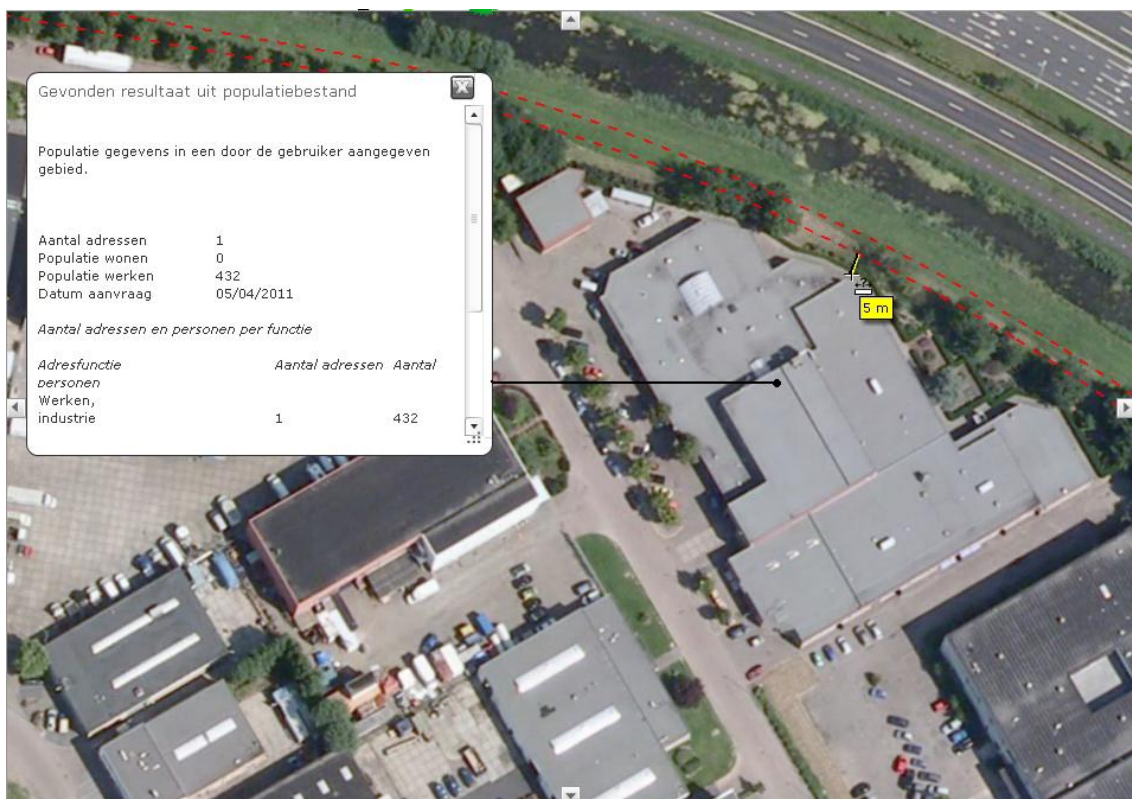 Gevonden resultaat uit populatiebestand
Populatie gegevens in een door de gebruiker aangegeven
gebied.
Aantal adressen 1
Populatie wonen 0
Populatie werken 432
Datum aanvraag 05/04/2011
Aantal adressen en personen per functie
Adresfunctie Aantal adressen Aantal
personen
Werken,
industrie 1 432
5 m